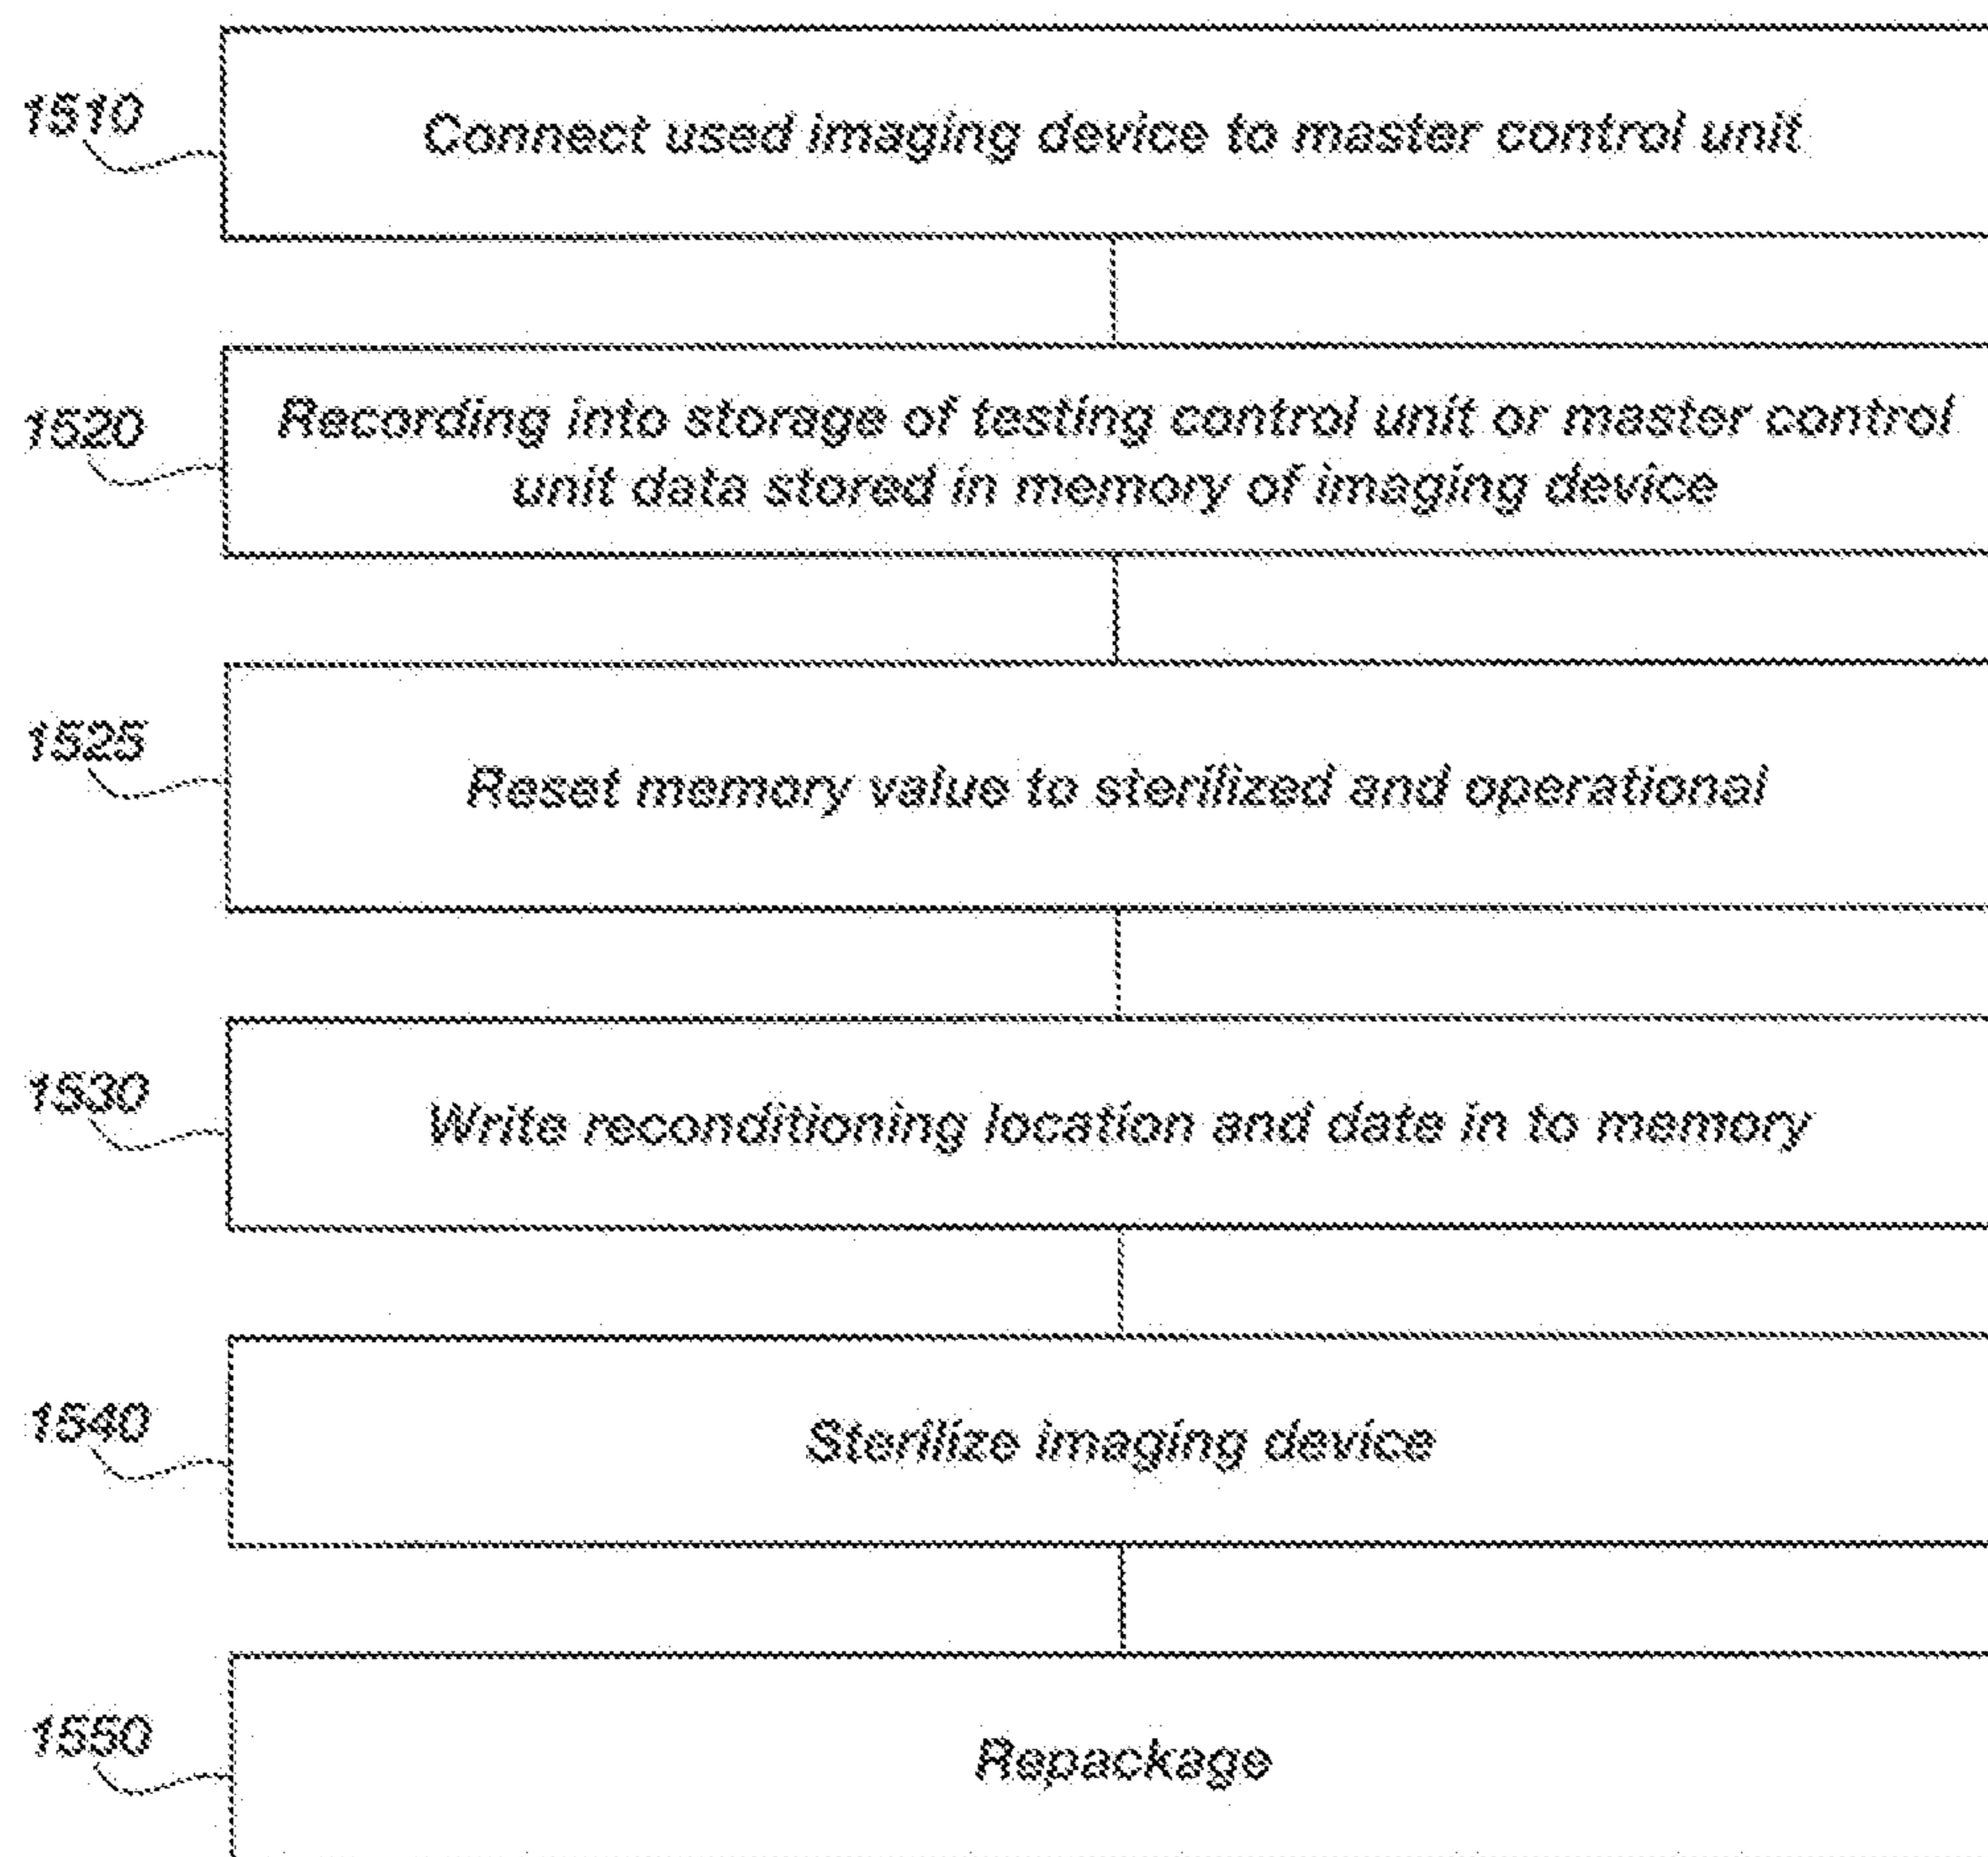 1510
Connect used imaging device to master control unit
1520
Recording into storage of testing control unit or master control
unit data stored in memory of imaging device
1525
Reset memory value to sterilized and operational
1530
Write reconditioning location and date in to memory
1540
Sterilize imaging device
1550
Repackage